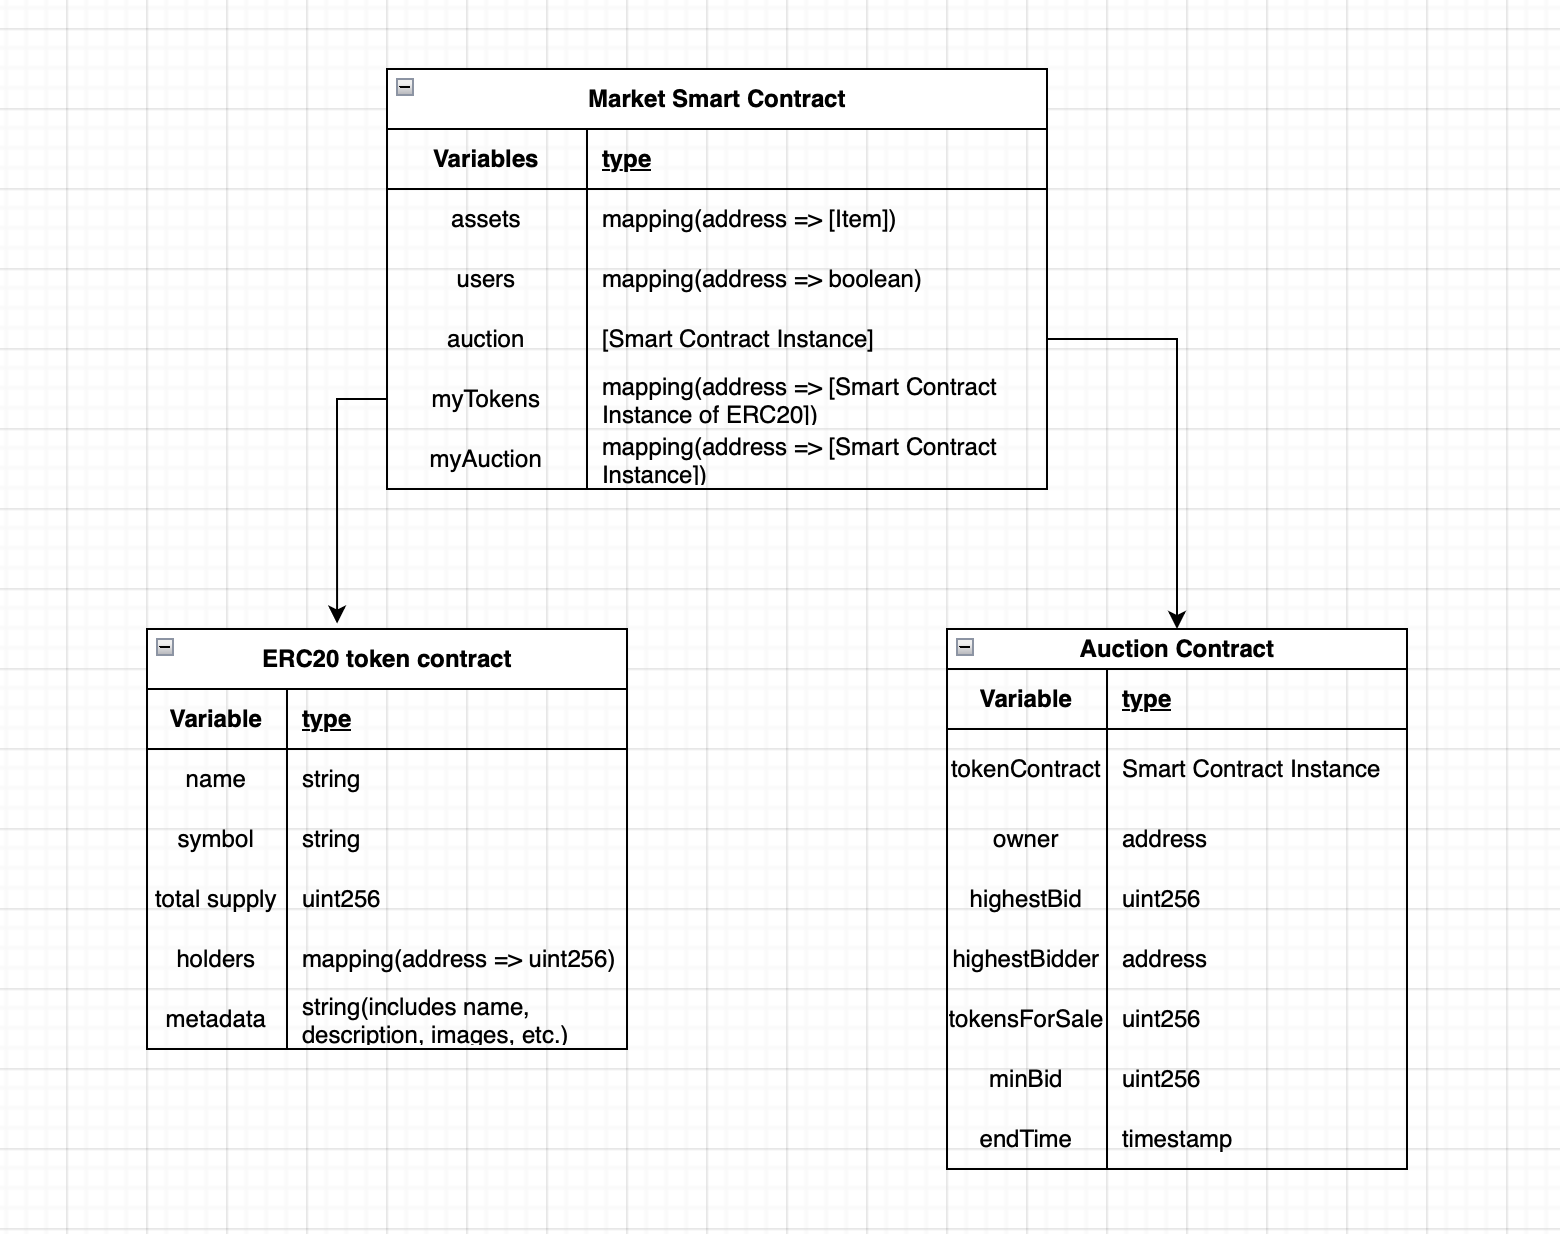 Market Smart Contract
Variables type
assets mapping(address => [Item])
users mapping(address => boolean)
auction [Smart Contract Instance]
myTokens mapping(address => [Smart Contract
Instance of ERC20])
myAuction mapping(address => [Smart Contract
Instance])
ERC20 token contract
Variable type
name string
symbol string
total supply uint256
holders mapping(address => uint256)
metadata string(includes name,
description, images, etc.)
Auction Contract
Variable type
tokenContract Smart Contract Instance
owner address
highestBid uint256
highestBidder address
tokensForSale uint256
minBid uint256
endTime timestamp